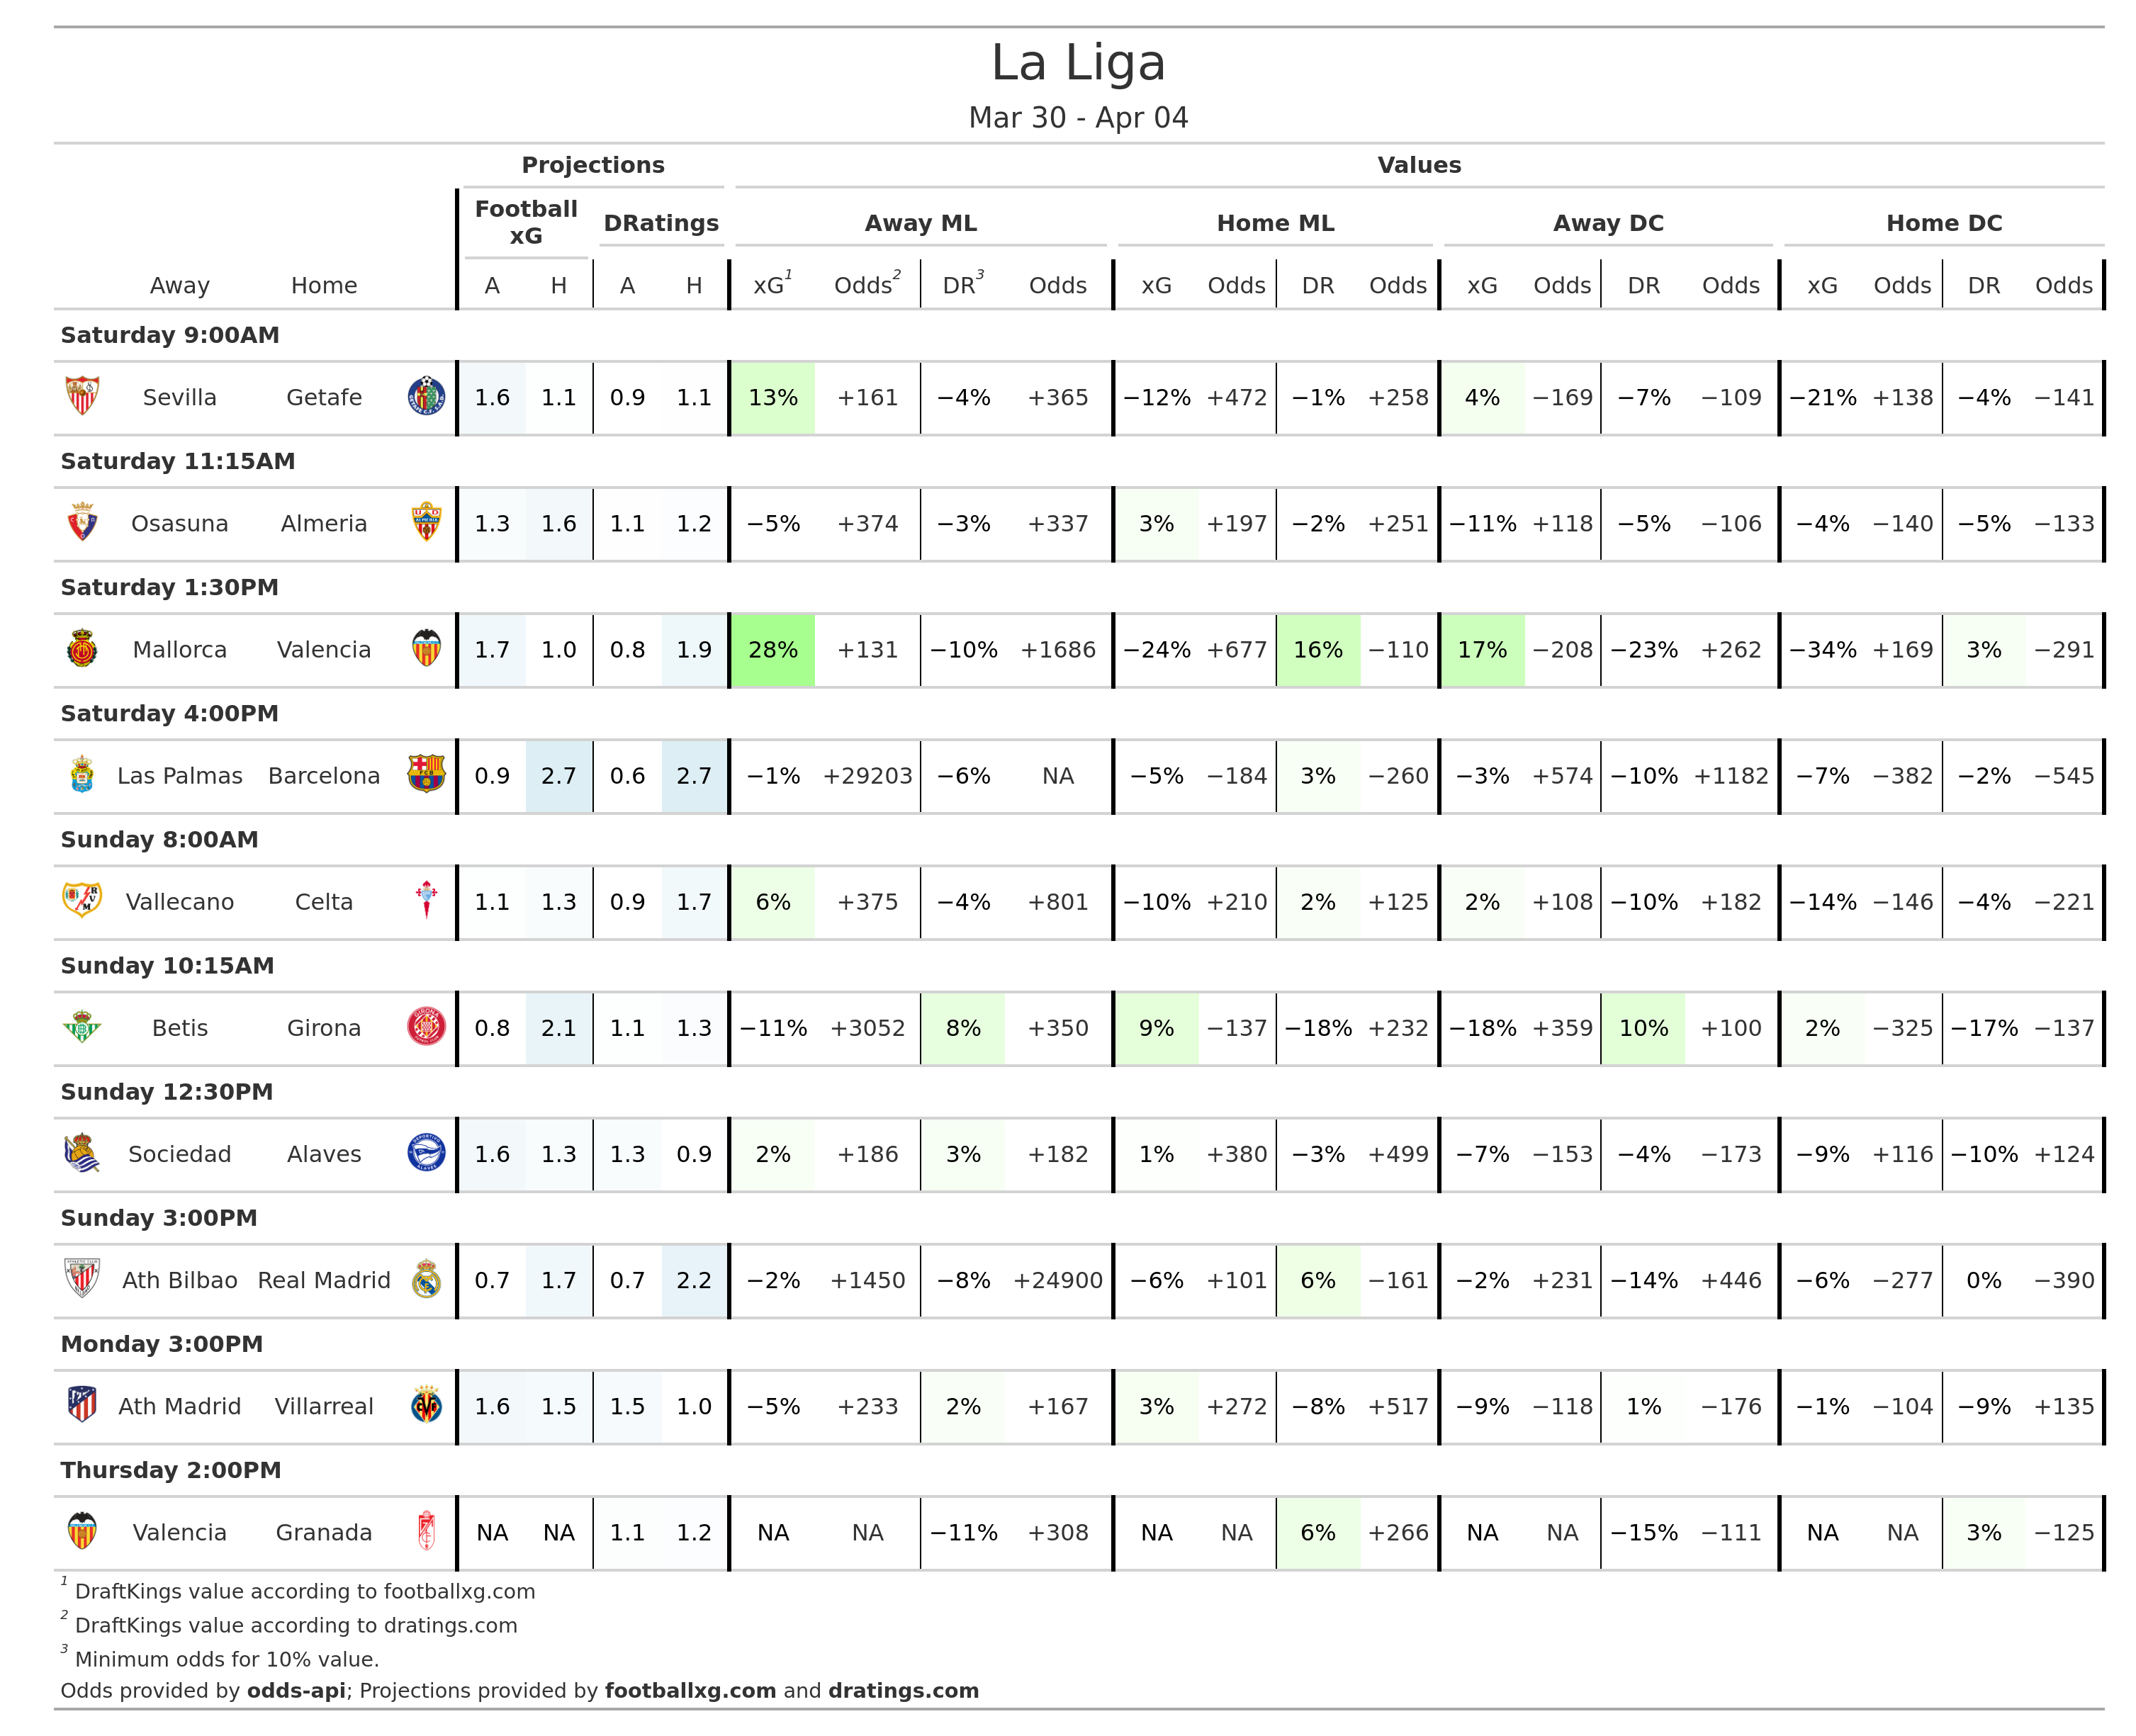 La Liga
Mar 30 - Apr 04
Projections Values
Football xG DRatings Away ML Home ML Away DC Home DC
Away Home A H A H xG1 Odds2 DR3 Odds xG Odds DR Odds xG Odds DR Odds xG Odds DR Odds
Saturday 9:00AM
Sevilla Getafe 1.6 1.1 0.9 1.1 13% +161 −4% +365 −12% +472 −1% +258 4% −169 −7% −109 −21% +138 −4% −141
Saturday 11:15AM
Osasuna Almeria 1.3 1.6 1.1 1.2 −5% +374 −3% +337 3% +197 −2% +251 −11% +118 −5% −106 −4% −140 −5% −133
Saturday 1:30PM
Mallorca Valencia 1.7 1.0 0.8 1.9 28% +131 −10% +1686 −24% +677 16% −110 17% −208 −23% +262 −34% +169 3% −291
Saturday 4:00PM
Las Palmas Barcelona 0.9 2.7 0.6 2.7 −1% +29203 −6% NA −5% −184 3% −260 −3% +574 −10% +1182 −7% −382 −2% −545
Sunday 8:00AM
Vallecano Celta 1.1 1.3 0.9 1.7 6% +375 −4% +801 −10% +210 2% +125 2% +108 −10% +182 −14% −146 −4% −221
Sunday 10:15AM
Betis Girona 0.8 2.1 1.1 1.3 −11% +3052 8% +350 9% −137 −18% +232 −18% +359 10% +100 2% −325 −17% −137
Sunday 12:30PM
Sociedad Alaves 1.6 1.3 1.3 0.9 2% +186 3% +182 1% +380 −3% +499 −7% −153 −4% −173 −9% +116 −10% +124
Sunday 3:00PM
Ath Bilbao Real Madrid 0.7 1.7 0.7 2.2 −2% +1450 −8% +24900 −6% +101 6% −161 −2% +231 −14% +446 −6% −277 0% −390
Monday 3:00PM
Ath Madrid Villarreal 1.6 1.5 1.5 1.0 −5% +233 2% +167 3% +272 −8% +517 −9% −118 1% −176 −1% −104 −9% +135
Thursday 2:00PM
Valencia Granada NA NA 1.1 1.2 NA NA −11% +308 NA NA 6% +266 NA NA −15% −111 NA NA 3% −125
1 DraftKings value according to footballxg.com
2 DraftKings value according to dratings.com
3 Minimum odds for 10% value.
Odds provided by odds-api; Projections provided by footballxg.com and dratings.com